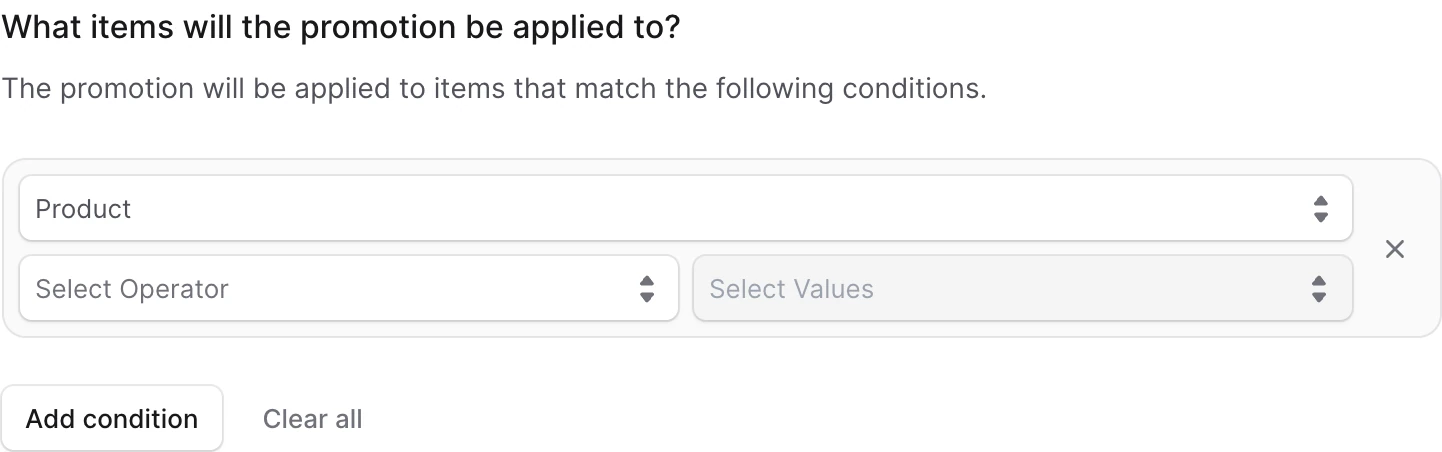 What items will the promotion be applied to?
The promotion will be applied to items that match the following conditions.
Product
Select Operator
Select Values
Add condition
Clear all